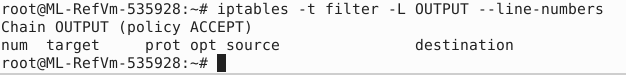 root@ML-RefVm-535928:~# iptables -t filter -L OUTPUT --line-numbers
Chain OUTPUT (policy ACCEPT)
num  target     prot opt source               destination
root@ML-RefVm-535928:~#